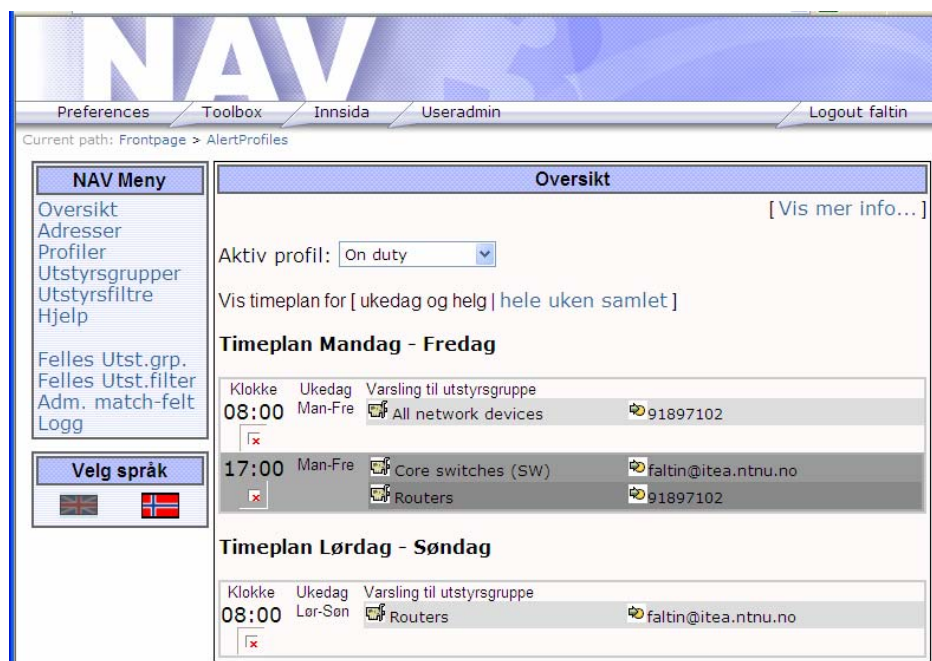 NAV
Preferences Toolbox Innsida Useradmin Logout faltin
Current path: Frontpage > AlertProfiles
NAV Meny
Oversikt
Adresser
Profiler
Utstyrsgrupper
Utstyrsfiltre
Hjelp
Felles Utst.grp.
Felles Utst.filter
Adm. match-felt
Logg
Velg språk
Oversikt
[ Vis mer info... ]
Aktiv profil: On duty
Vis timeplan for [ ukedag og helg | hele uken samlet ]
Timeplan Mandag - Fredag
Klokke Ukedag Varsling til utstyrsgruppe
08:00 Man-Fre All network devices 91897102
17:00 Man-Fre Core switches (SW) faltin@itea.ntnu.no
Routers 91897102
Timeplan Lørdag - Søndag
Klokke Ukedag Varsling til utstyrsgruppe
08:00 Lør-Søn Routers faltin@itea.ntnu.no